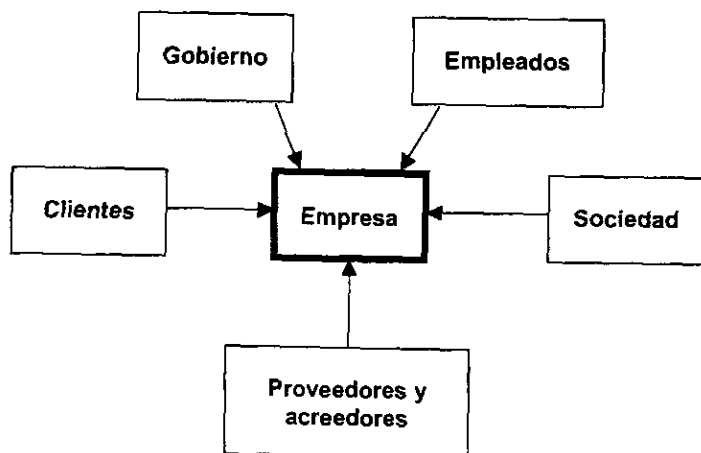 Gobierno
Empleados
Clientes
Empresa
Sociedad
Proveedores y
acreedores